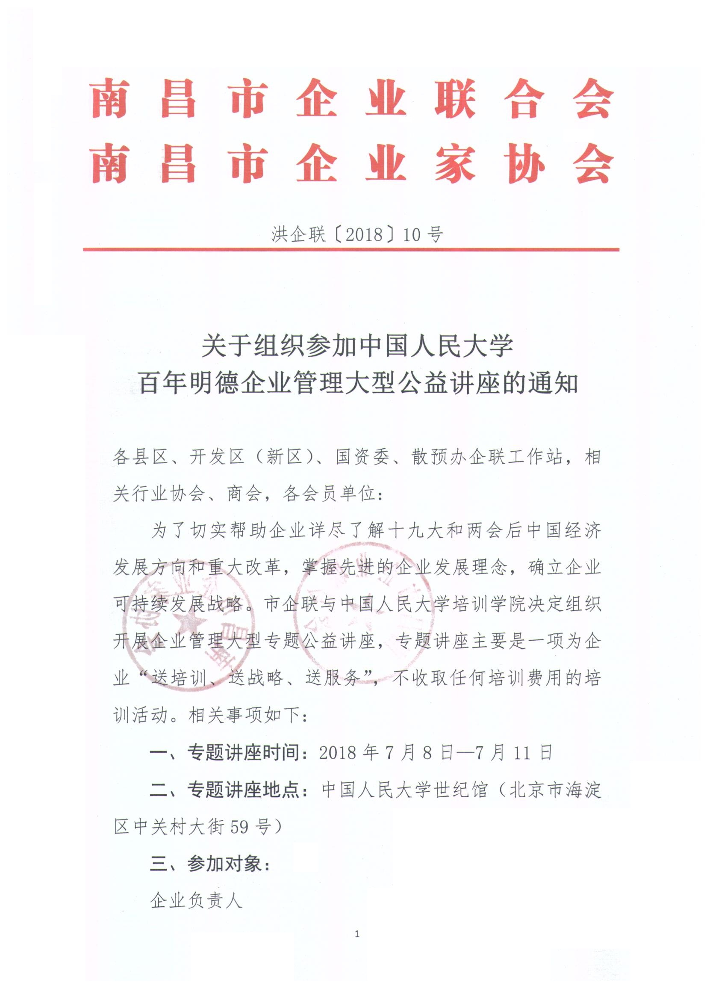 南昌市企业联合会
南昌市企业家协会
洪企联〔2018〕10号
关于组织参加中国人民大学
百年明德企业管理大型公益讲座的通知
各县区、开发区（新区）、国资委、散预办企联工作站，相
关行业协会、商会，各会员单位：
为了切实帮助企业详尽了解十九大和两会后中国经济
发展方向和重大改革，掌握先进的企业发展理念，确立企业
可持续发展战略。市企联与中国人民大学培训学院决定组织
开展企业管理大型专题公益讲座，专题讲座主要是一项为企
业“送培训、送战略、送服务”，不收取任何培训费用的培
训活动。相关事项如下：
一、专题讲座时间：2018年7月8日—7月11日
二、专题讲座地点：中国人民大学世纪馆（北京市海淀
区中关村大街59号）
三、参加对象：
企业负责人
1